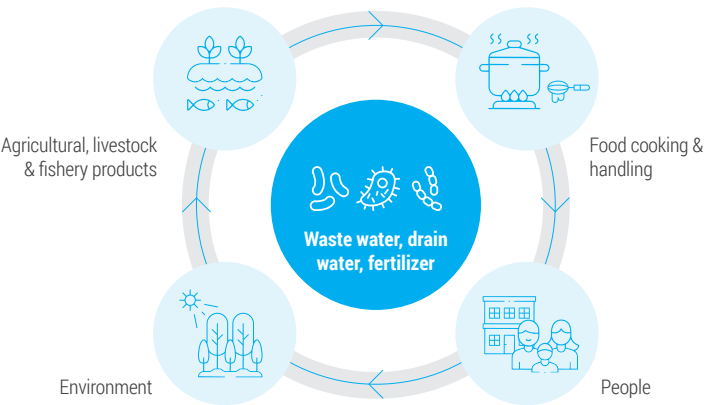 Agricultural, livestock
& fishery products
Food cooking &
handling
Waste water, drain
water, fertilizer
Environment
People